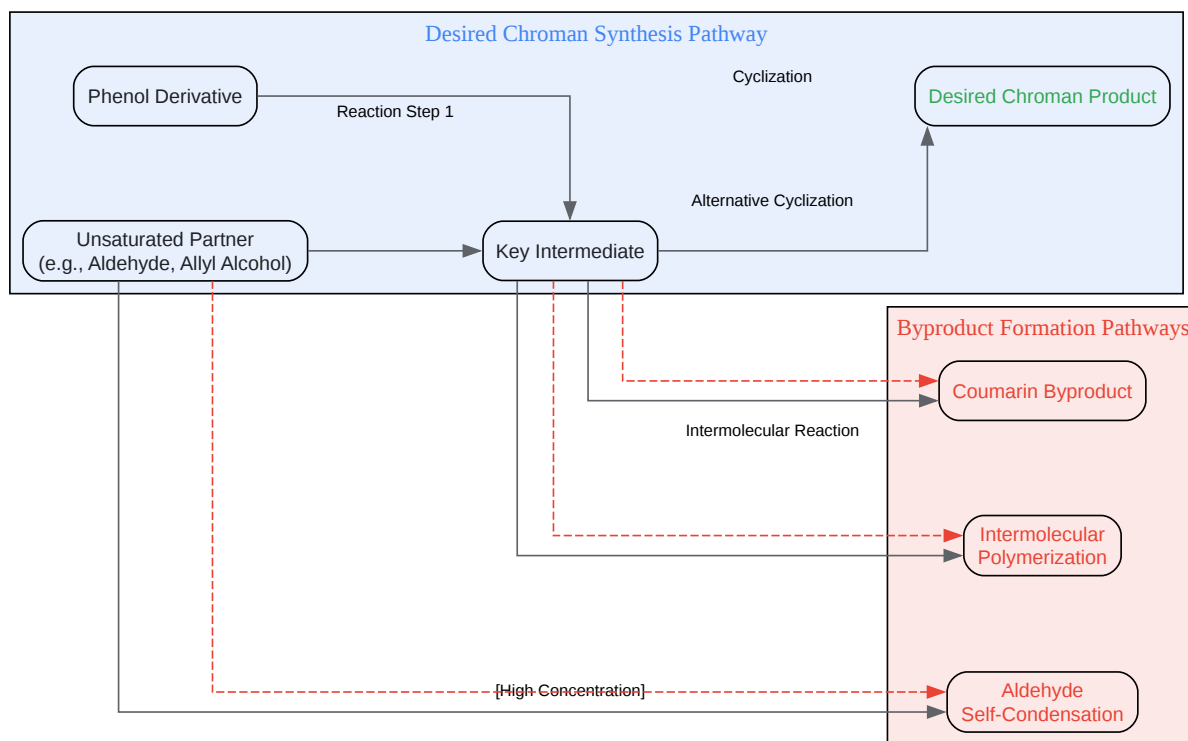 Desired Chroman Synthesis Pathway
Cyclization
Phenol Derivative
Desired Chroman Product
Reaction Step 1
Alternative Cyclization
Unsaturated Partner
(e.g., Aldehyde, Allyl Alcohol)
Key Intermediate
Byproduct Formation Pathways
Coumarin Byproduct
Intermolecular Reaction
Intermolecular
Polymerization
[High Concentration]
Aldehyde
Self-Condensation